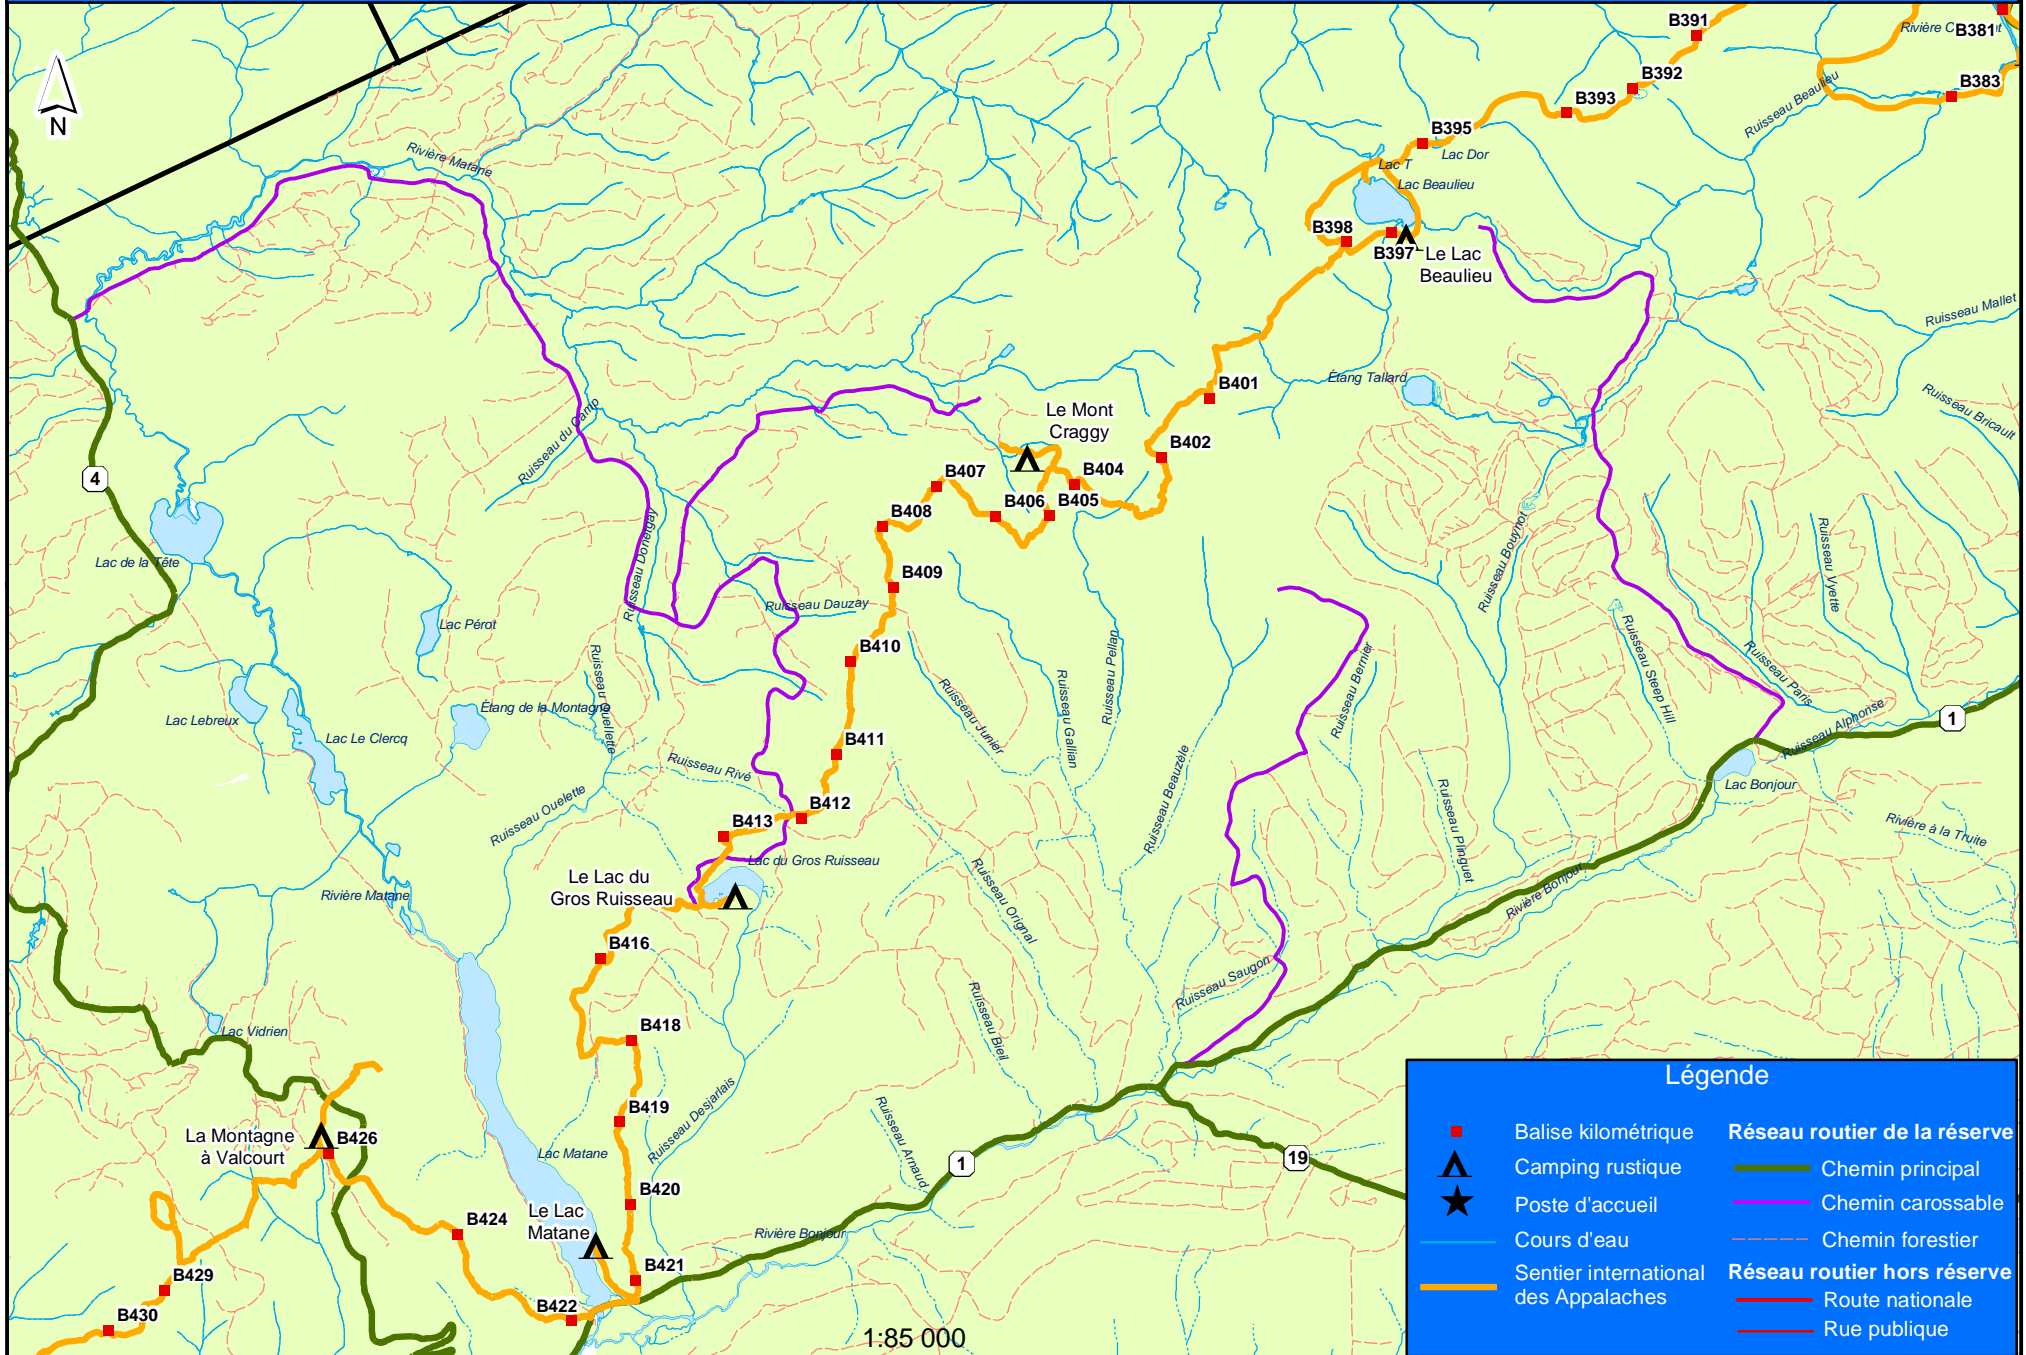 B391
B381
B392
B383
B393
Ruisseau Beaulieu
N
B395
Lac Dor
Rivière Matane
Lac T
Lac Beaulieu
B398
B397
Le Lac
Beaulieu
Ruisseau Mallet
Étang Tallard
B401
Ruisseau Bricault
Le Mont
Craggy
Ruisseau du Camp
B402
4
B404
B407
B406
B405
B408
Ruisseau Donegay
Ruisseau Bouynot
Ruisseau Vyette
Lac de la Tête
B409
Ruisseau Dauzay
Lac Pérot
B410
Ruisseau Pellan
Ruisseau Gallian
Ruisseau Bernier
Ruisseau Steep Hill
Ruisseau Paris
Ruisseau Ouellette
Ruisseau Junier
Étang de la Montagne
Lac Lebreux
Lac Le Clercq
1
Ruisseau Alphonse
B411
Ruisseau Rivé
Ruisseau Beauzèle
Lac Bonjour
B412
Ruisseau Ouelette
B413
Ruisseau Pinguet
Rivière à la Truite
Lac du Gros Ruisseau
Le Lac du
Gros Ruisseau
Rivière Matane
Ruisseau Orignal
Rivière Bonjour
B416
Ruisseau Saugon
Ruisseau Bieil
B418
Lac Vidrien
B419
Ruisseau Desjarlais
Ruisseau Arnaud
La Montagne
à Valcourt
B426
Lac Matane
1
19
B420
Le Lac
Matane
B424
Rivière Bonjour
B421
B429
B422
B430
1:85 000
Légende
Balise kilométrique
Camping rustique
Poste d'accueil
Cours d'eau
Sentier international
des Appalaches
Réseau routier de la réserve
Chemin principal
Chemin carossable
Chemin forestier
Réseau routier hors réserve
Route nationale
Rue publique